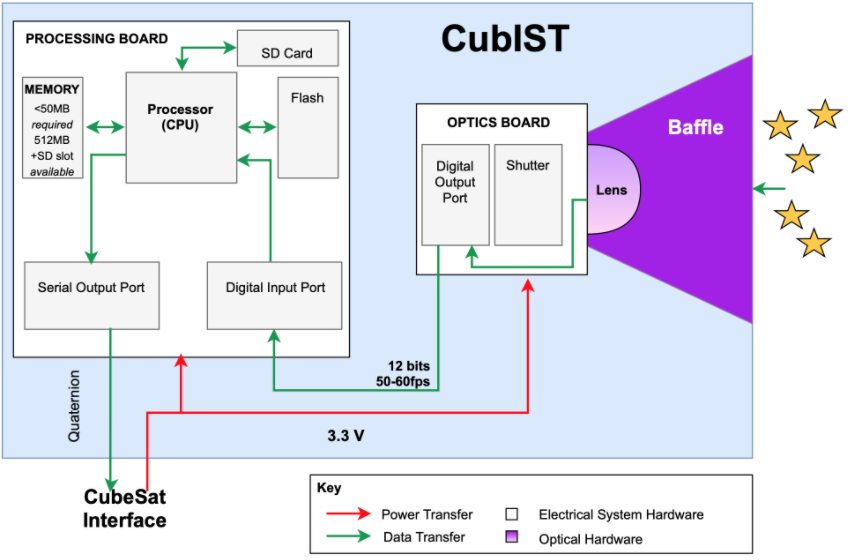 CubIST
PROCESSING BOARD
SD Card
MEMORY
<50MB
required
512MB
+SD slot
available
Processor
(CPU)
Flash
Serial Output Port
Digital Input Port
OPTICS BOARD
Digital
Output
Port
Shutter
Lens
Baffle
12 bits
50-60fps
Quaternion
3.3 V
CubeSat
Interface
Key
Power Transfer
Electrical System Hardware
Data Transfer
Optical Hardware